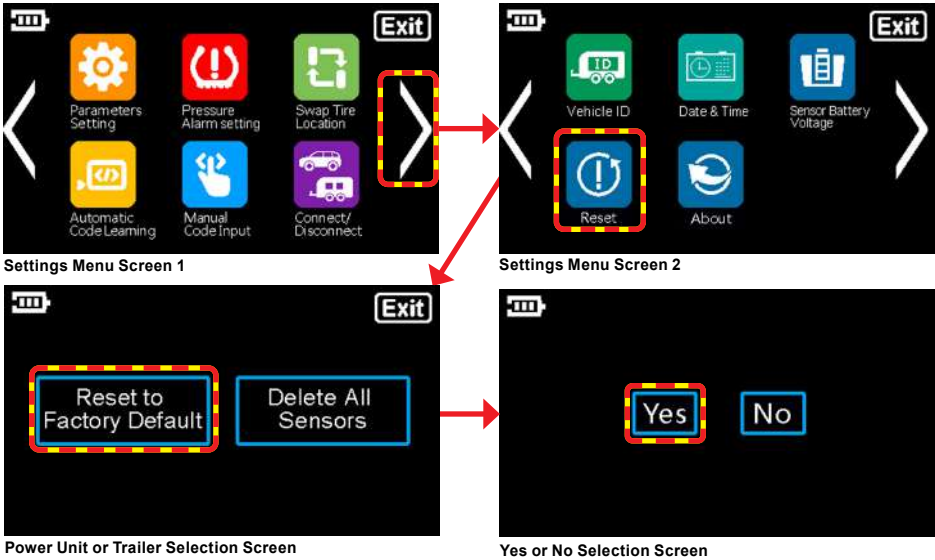 Exit
Parameters
Setting
Pressure
Alarm setting
Swap Tire
Location
Automatic
Code Learning
Manual
Code Input
Connect/
Disconnect
Settings Menu Screen 1
Exit
ID
Vehicle ID
Date & Time
Sensor Battery
Voltage
Reset
About
Settings Menu Screen 2
Exit
Reset to
Factory Default
Delete All
Sensors
Power Unit or Trailer Selection Screen
Yes
No
Yes or No Selection Screen